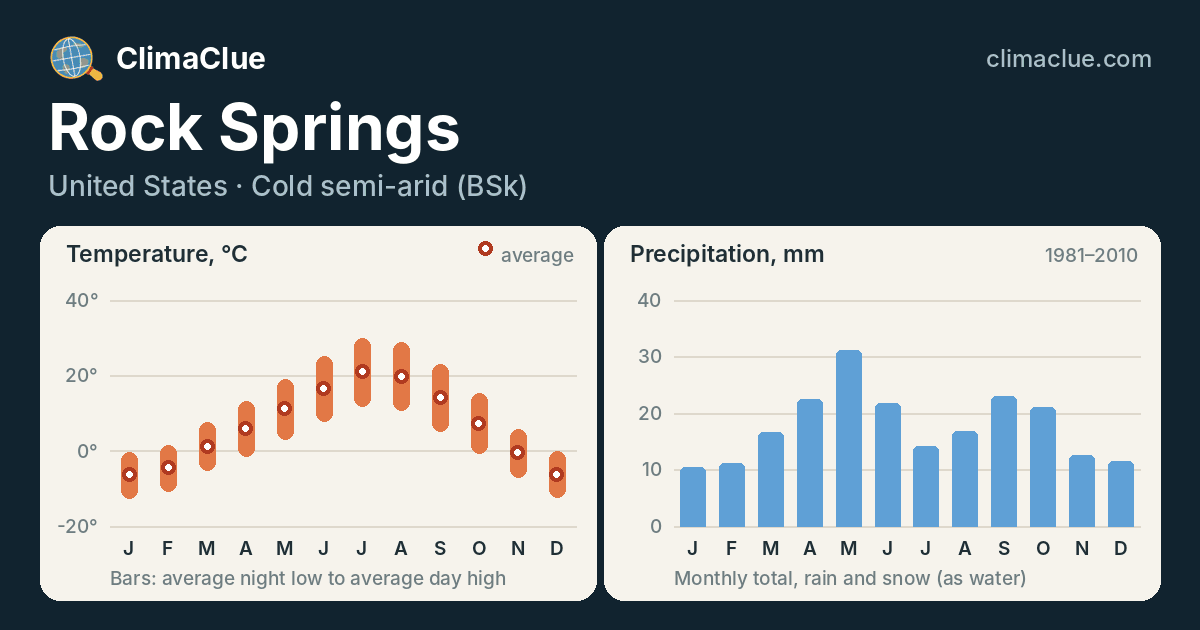 ClimaClue
climaclue.com
Rock Springs
United States · Cold semi-arid (BSk)
Temperature, °C
average
40°
20°
0°
-20°
J F M A M J J A S O N D
Bars: average night low to average day high
Precipitation, mm
1981–2010
40
30
20
10
0
J F M A M J J A S O N D
Monthly total, rain and snow (as water)